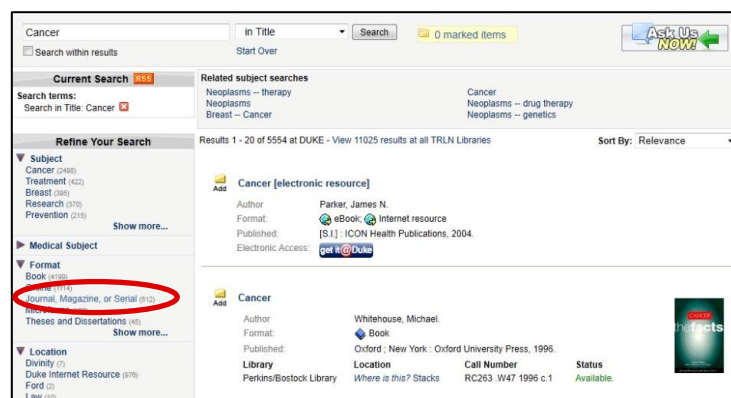 Cancer
in Title
Search
0 marked items
Ask Us NOW!
Search within results
Start Over
Current Search RSS
Search terms:
Search in Title: Cancer
Related subject searches
Neoplasms -- therapy
Neoplasms
Breast -- Cancer
Cancer
Neoplasms -- drug therapy
Neoplasms -- genetics
Refine Your Search
Results 1 - 20 of 5554 at DUKE - View 11025 results at all TRLN Libraries
Sort By: Relevance
Subject
Cancer (2466)
Treatment (422)
Breast (395)
Research (370)
Prevention (215)
Show more...
Medical Subject
Format
Book (4199)
Online (1114)
Journal, Magazine, or Serial (512)
Theses and Dissertations (45)
Show more...
Location
Divinity (7)
Duke Internet Resource (976)
Ford (2)
Law (10)
Add
Cancer [electronic resource]
Author Parker, James N.
Format: eBook; Internet resource
Published: [S.l.] : ICON Health Publications, 2004.
Electronic Access: get it@Duke
Add
Cancer
Author Whitehouse, Michael.
Format: Book
Published: Oxford ; New York : Oxford University Press, 1996.
Library Location Call Number Status
Perkins/Bostock Library Where is this? Stacks RC263 .W47 1996 c.1 Available.
CANCER
thefacts